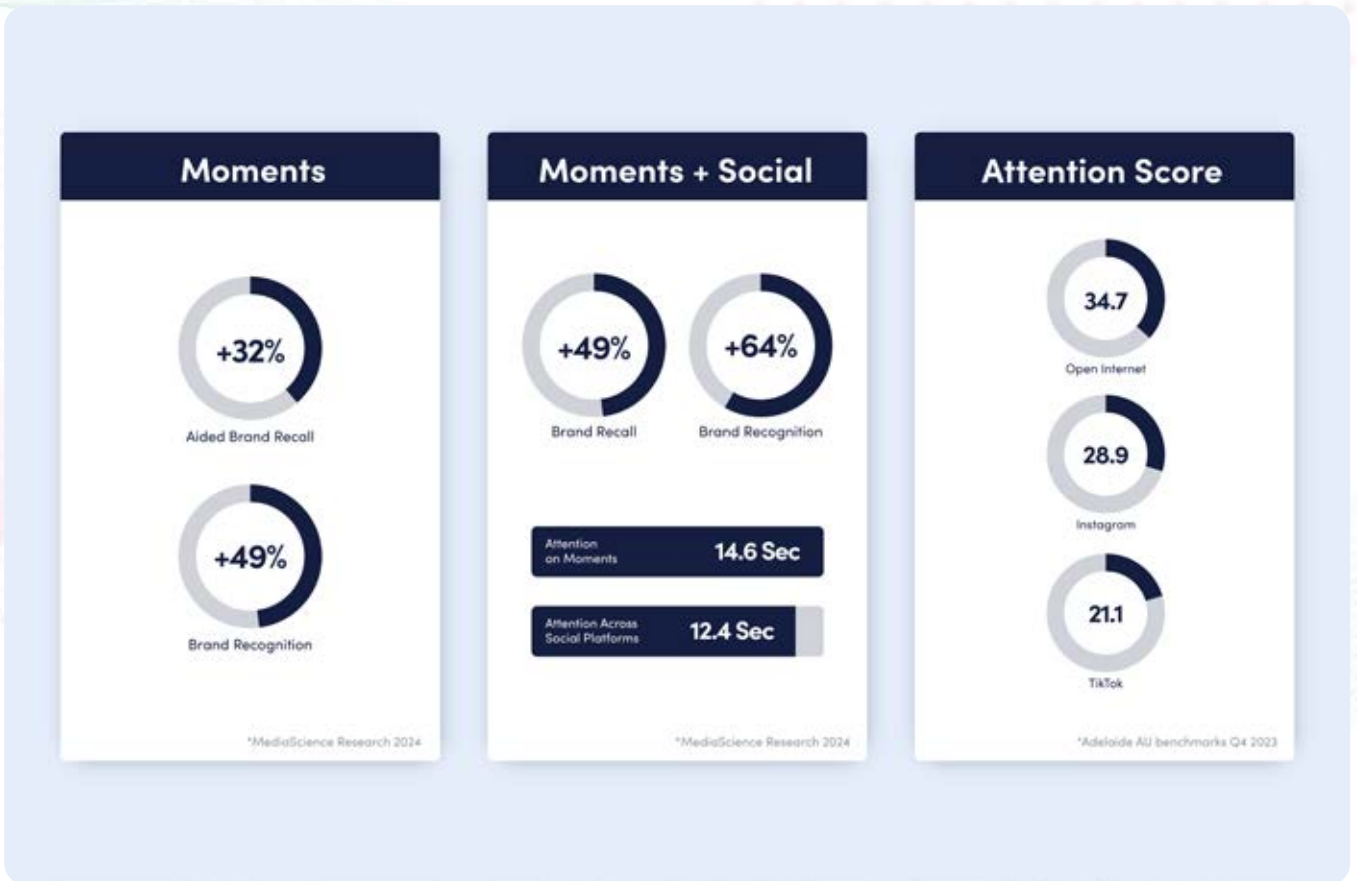 Moments
+32%
Aided Brand Recall
+49%
Brand Recognition
*MediaScience Research 2024
Moments + Social
+49%
Brand Recall
+64%
Brand Recognition
Attention
on Moments
14.6 Sec
Attention Across
Social Platforms
12.4 Sec
*MediaScience Research 2024
Attention Score
34.7
Open Internet
28.9
Instagram
21.1
TikTok
*Adelaide AU benchmarks Q4 2023